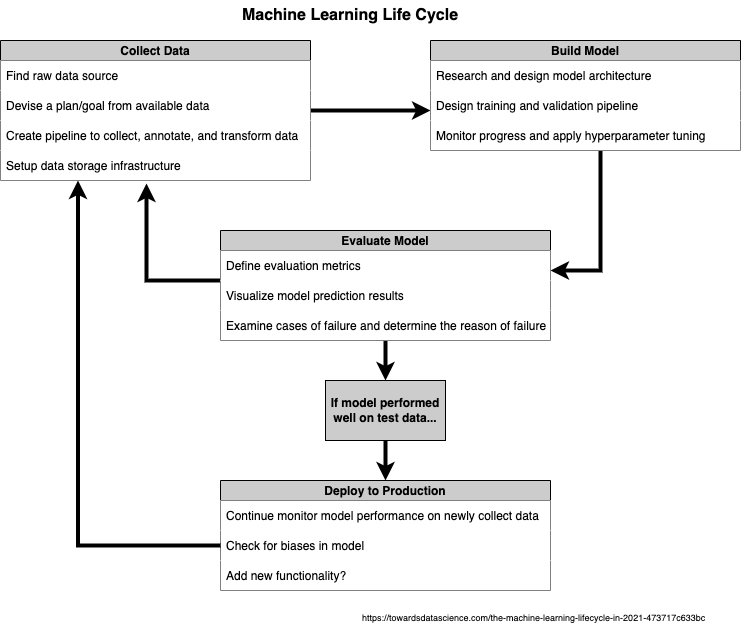 Machine Learning Life Cycle
Collect Data
Find raw data source
Devise a plan/goal from available data
Create pipeline to collect, annotate, and transform data
Setup data storage infrastructure
Build Model
Research and design model architecture
Design training and validation pipeline
Monitor progress and apply hyperparameter tuning
Evaluate Model
Define evaluation metrics
Visualize model prediction results
Examine cases of failure and determine the reason of failure
If model performed
well on test data...
Deploy to Production
Continue monitor model performance on newly collect data
Check for biases in model
Add new functionality?
https://towardsdatascience.com/the-machine-learning-lifecycle-in-2021-473717c633bc